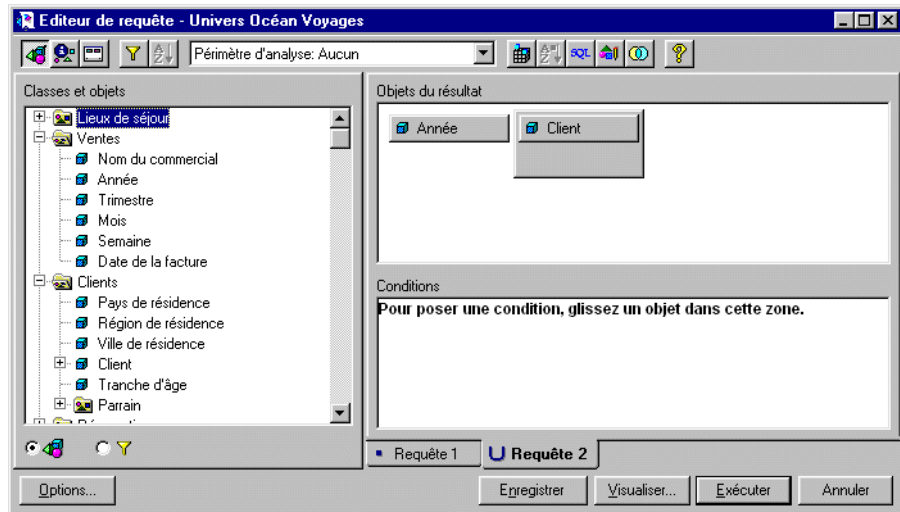 Editeur de requête - Univers Océan Voyages
Périmètre d'analyse: Aucun
SQL
Classes et objets
Lieux de séjour
Ventes
Nom du commercial
Année
Trimestre
Mois
Semaine
Date de la facture
Clients
Pays de résidence
Région de résidence
Ville de résidence
Client
Tranche d'âge
Parrain
Objets du résultat
Année
Client
Conditions
Pour poser une condition, glissez un objet dans cette zone.
Requête 1
Requête 2
Options...
Enregistrer
Visualiser...
Exécuter
Annuler